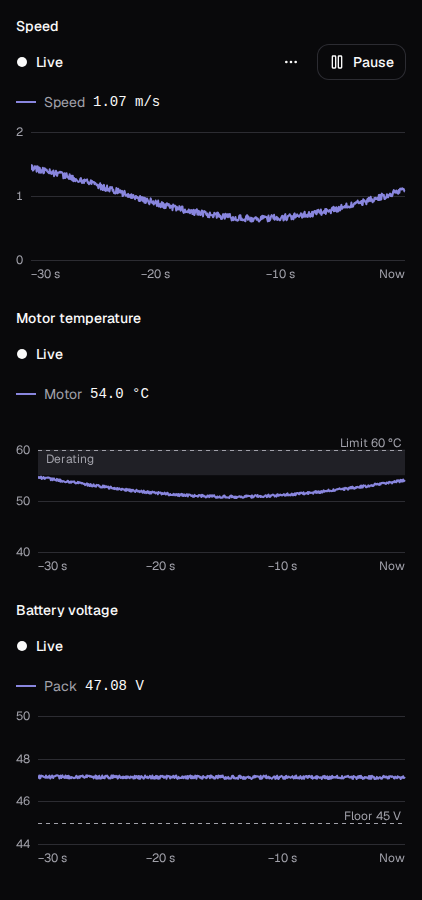 Speed
Live
Pause
Speed 1.07 m/s
2
1
0
−30 s −20 s −10 s Now
Motor temperature
Live
Motor 54.0 °C
Limit 60 °C
60
Derating
50
40
−30 s −20 s −10 s Now
Battery voltage
Live
Pack 47.08 V
50
48
46
Floor 45 V
44
−30 s −20 s −10 s Now